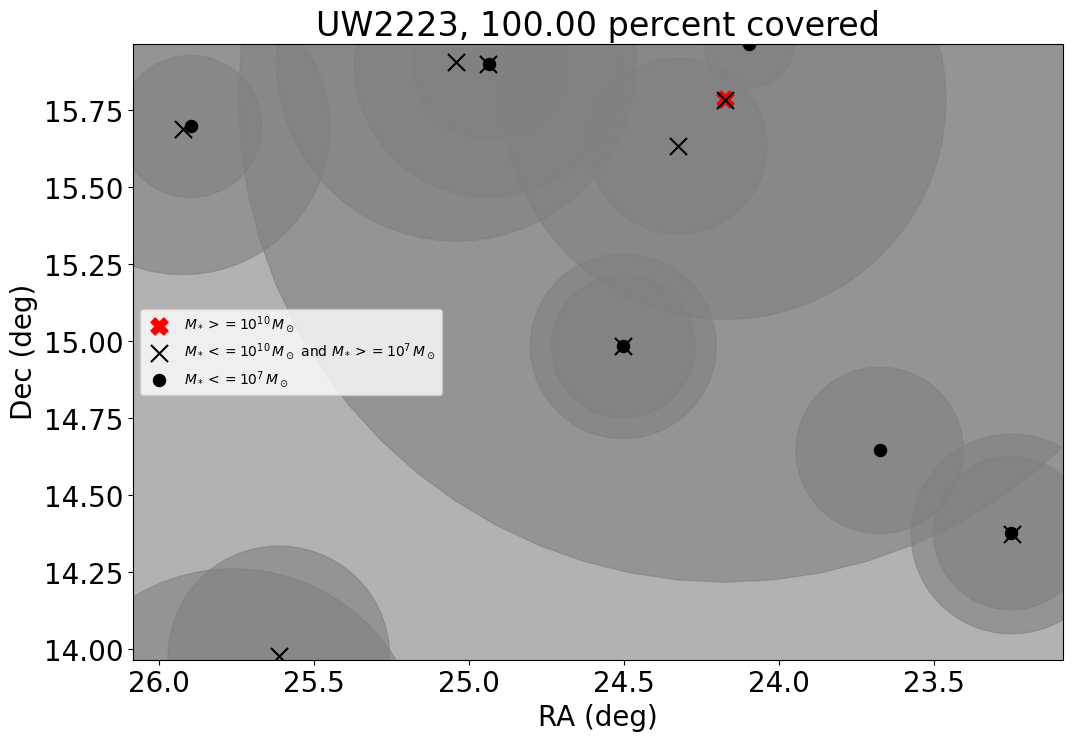 UW2223, 100.00 percent covered
15.75
15.50
15.25
15.00
14.75
14.50
14.25
14.00
Dec (deg)
M* >= 10^10 M⊙
M* <= 10^10 M⊙ and M* >= 10^7 M⊙
M* <= 10^7 M⊙
26.0 25.5 25.0 24.5 24.0 23.5
RA (deg)